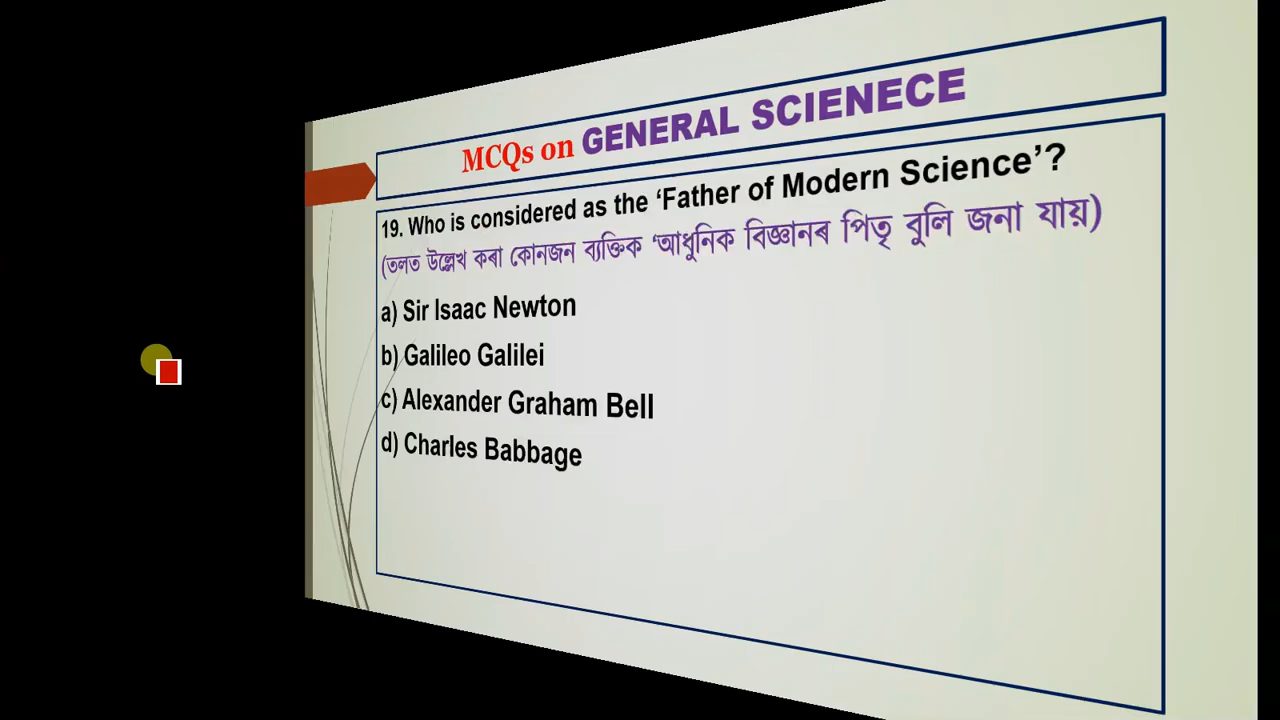 MCQs on GENERAL SCIENECE
19. Who is considered as the ‘Father of Modern Science’?
(তলত উল্লেখ কৰা কোনজন ব্যক্তিক ‘আধুনিক বিজ্ঞানৰ পিতৃ বুলি জনা যায়)
a) Sir Isaac Newton
b) Galileo Galilei
c) Alexander Graham Bell
d) Charles Babbage